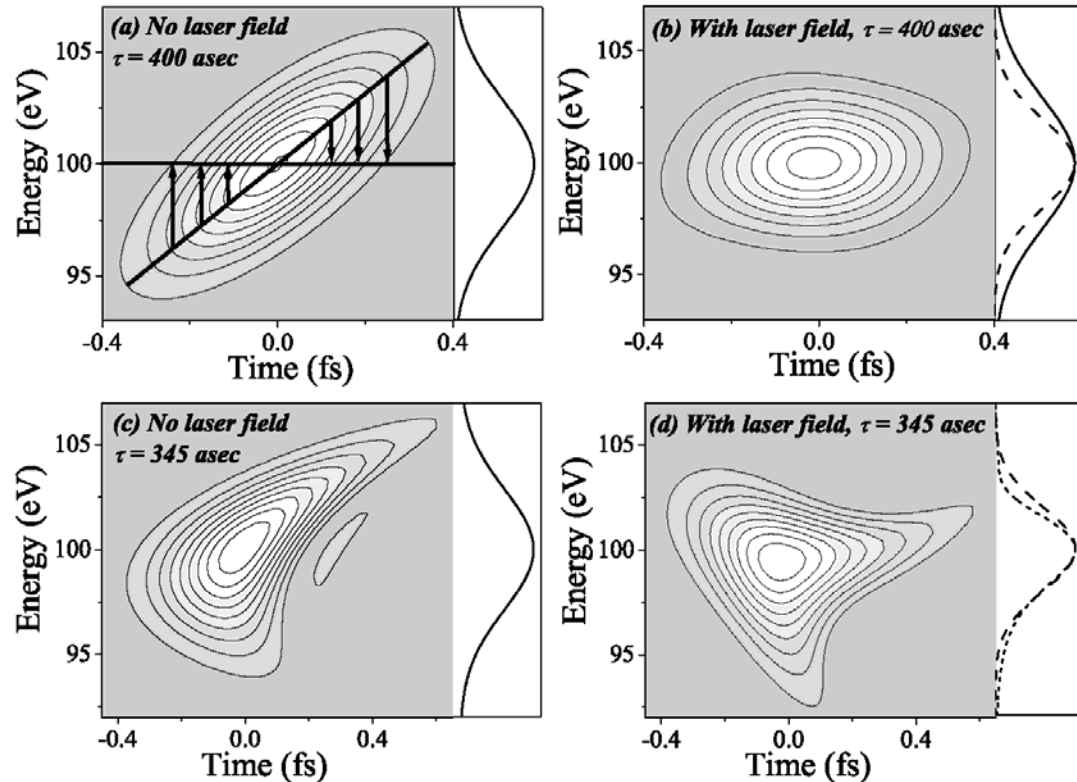 (a) No laser field
τ = 400 asec
105
100
95
Energy (eV)
-0.4
0.0
0.4
Time (fs)
(b) With laser field, τ = 400 asec
105
100
95
Energy (eV)
-0.4
0.0
0.4
Time (fs)
(c) No laser field
τ = 345 asec
105
100
95
Energy (eV)
-0.4
0.0
0.4
Time (fs)
(d) With laser field, τ = 345 asec
105
100
95
Energy (eV)
-0.4
0.0
0.4
Time (fs)